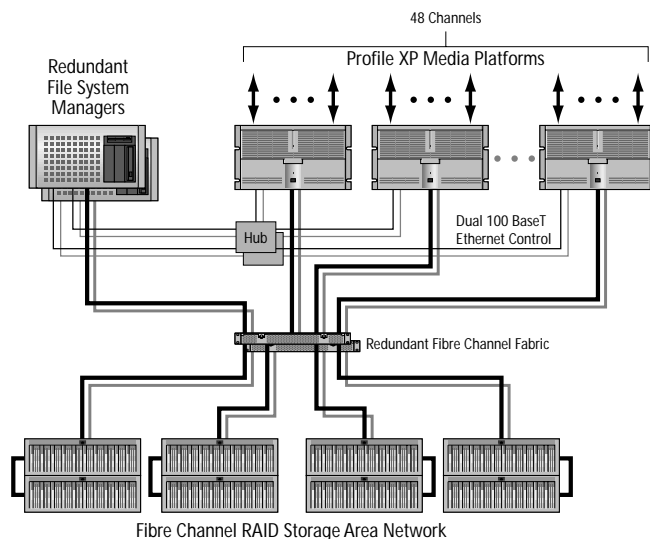 48 Channels
Profile XP Media Platforms
Redundant
File System
Managers
Hub
Dual 100 BaseT
Ethernet Control
Redundant Fibre Channel Fabric
Fibre Channel RAID Storage Area Network